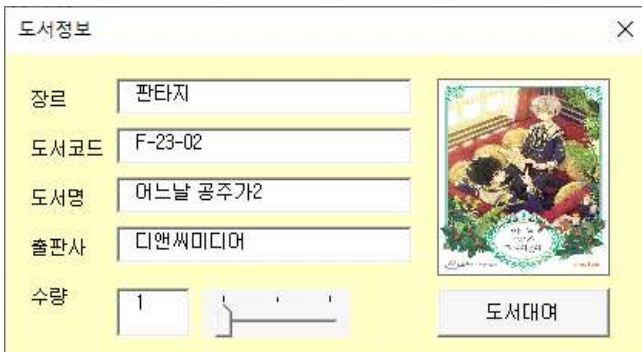 도서정보
장르 판타지
도서코드 F-23-02
도서명 어느날 공주가2
출판사 디앤씨미디어
수량 1
도서대여